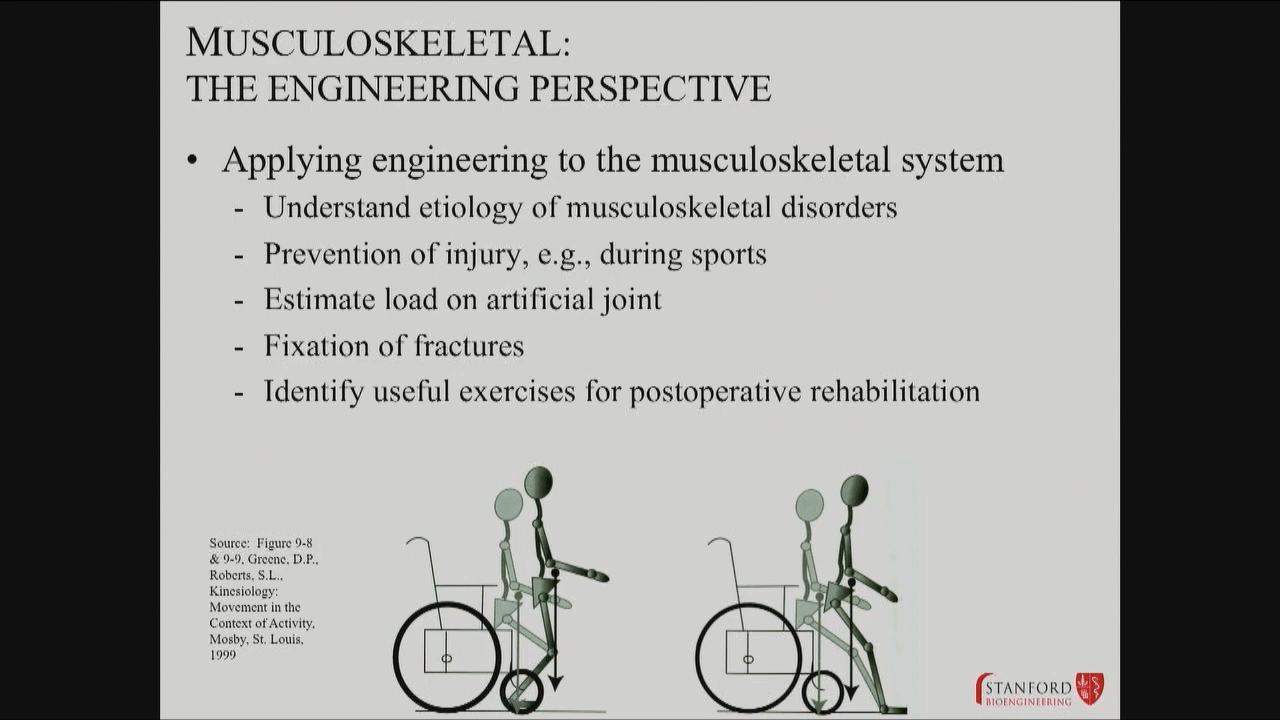 MUSCULOSKELETAL:
THE ENGINEERING PERSPECTIVE
• Applying engineering to the musculoskeletal system
- Understand etiology of musculoskeletal disorders
- Prevention of injury, e.g., during sports
- Estimate load on artificial joint
- Fixation of fractures
- Identify useful exercises for postoperative rehabilitation
Source: Figure 9-8
& 9-9, Greene, D.P.,
Roberts, S.L.,
Kinesiology:
Movement in the
Context of Activity,
Mosby, St. Louis,
1999
STANFORD
BIOENGINEERING